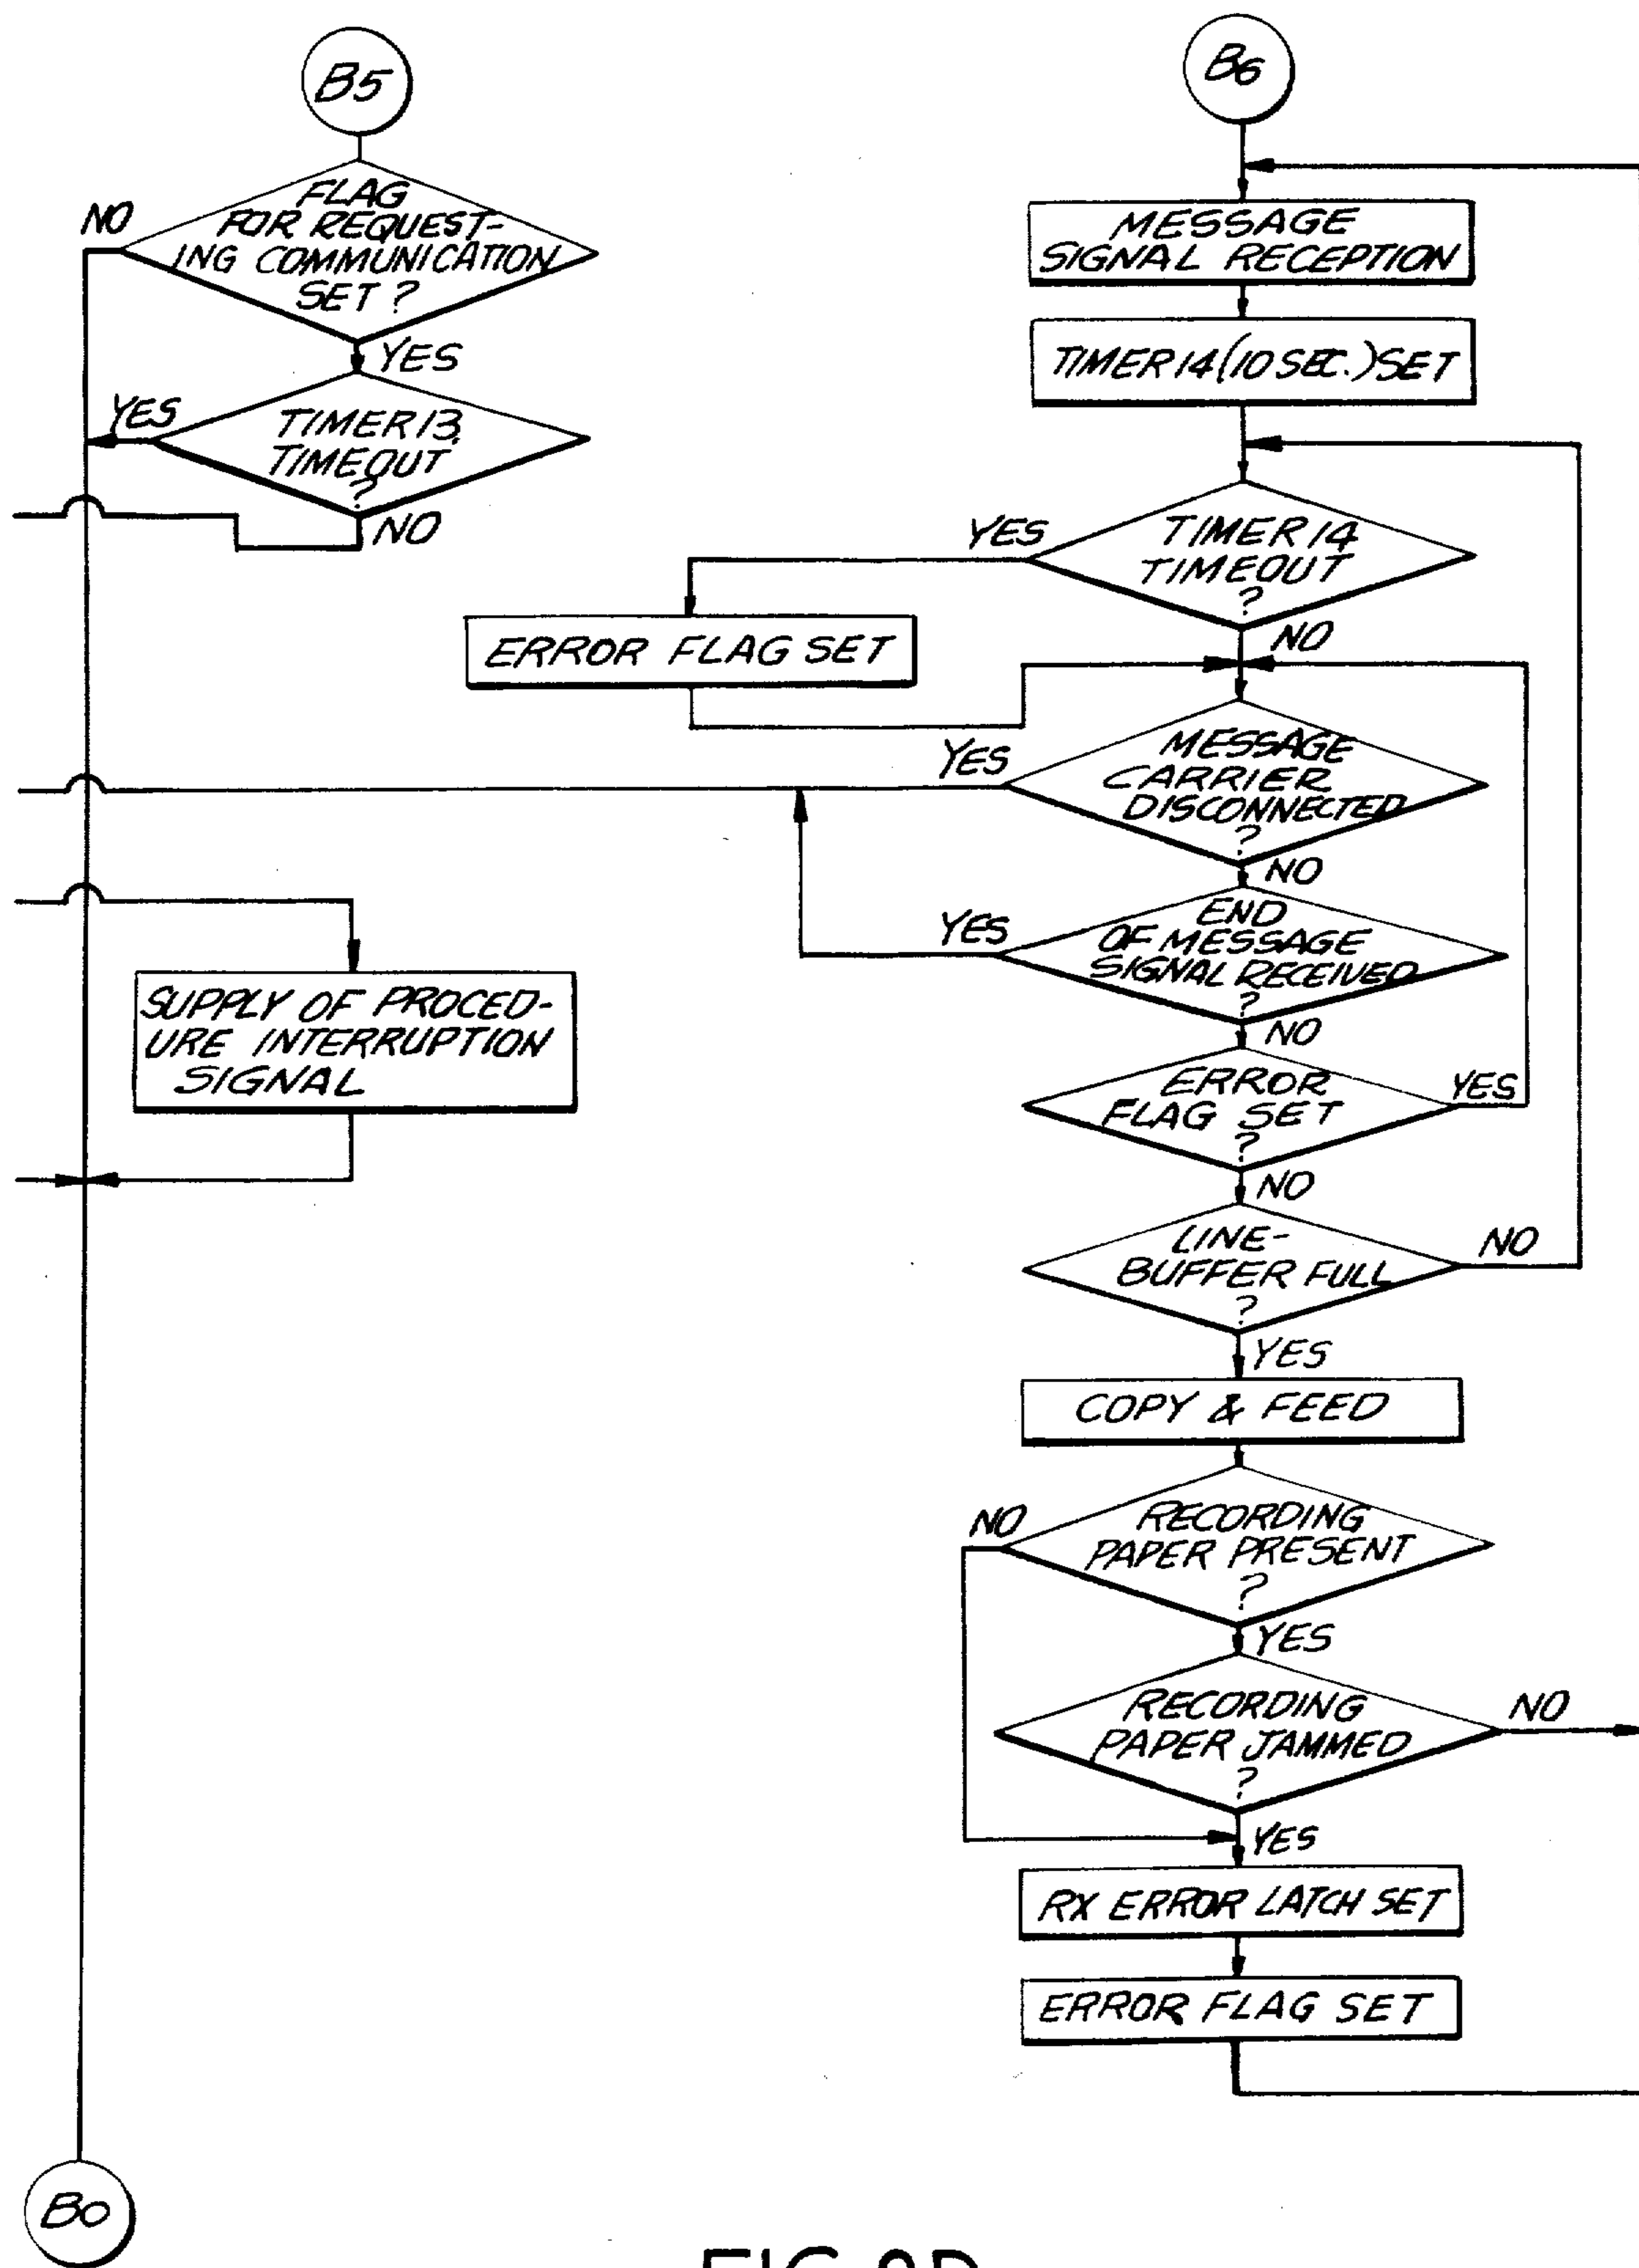 B5
FLAG
FOR REQUEST-
ING COMMUNICATION
SET ?
NO
YES
TIMER 13
TIMEOUT
?
YES
NO
SUPPLY OF PROCED-
URE INTERRUPTION
SIGNAL
B0
B6
MESSAGE
SIGNAL RECEPTION
TIMER 14 (10 SEC.) SET
TIMER 14
TIMEOUT
?
YES
NO
ERROR FLAG SET
MESSAGE
CARRIER
DISCONNECTED
?
YES
NO
END
OF MESSAGE
SIGNAL RECEIVED
?
YES
NO
ERROR
FLAG SET
?
YES
NO
LINE-
BUFFER FULL
?
NO
YES
COPY & FEED
RECORDING
PAPER PRESENT
?
NO
YES
RECORDING
PAPER JAMMED
?
NO
YES
RX ERROR LATCH SET
ERROR FLAG SET